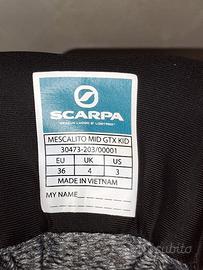 SCARPA
MESCALITO MID GTX KID
30473-203/00001
EU UK US
36 4 3
MADE IN VIETNAM
MY NAME
subito